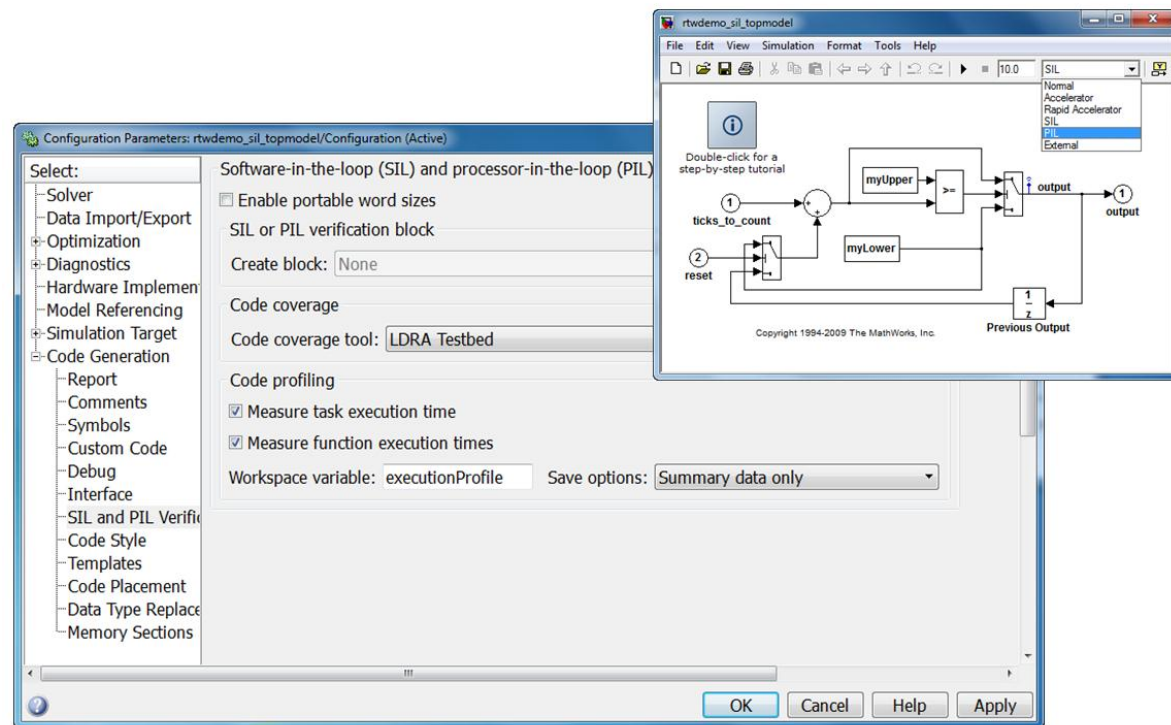 rtwdemo_sil_topmodel
File Edit View Simulation Format Tools Help
10.0 SIL
Normal
Accelerator
Rapid Accelerator
SIL
PIL
External
Double-click for a
step-by-step tutorial
myUpper
>=
output
1
output
1
ticks_to_count
+
+
myLower
2
reset
1
z
Previous Output
Copyright 1994-2009 The MathWorks, Inc.
Configuration Parameters: rtwdemo_sil_topmodel/Configuration (Active)
Select:
Solver
Data Import/Export
Optimization
Diagnostics
Hardware Implemen
Model Referencing
Simulation Target
Code Generation
Report
Comments
Symbols
Custom Code
Debug
Interface
SIL and PIL Verifi
Code Style
Templates
Code Placement
Data Type Replace
Memory Sections
Software-in-the-loop (SIL) and processor-in-the-loop (PIL)
Enable portable word sizes
SIL or PIL verification block
Create block: None
Code coverage
Code coverage tool: LDRA Testbed
Code profiling
Measure task execution time
Measure function execution times
Workspace variable: executionProfile Save options: Summary data only
OK Cancel Help Apply